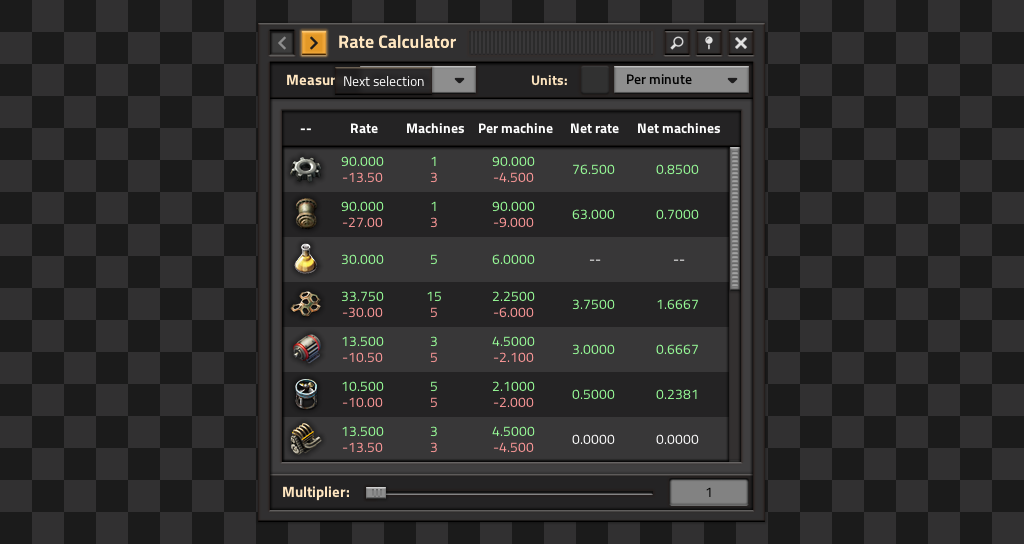 Rate Calculator
Measur Next selection Units: Per minute
-- Rate Machines Per machine Net rate Net machines
90.000 1 90.000 76.500 0.8500
-13.50 3 -4.500
90.000 1 90.000 63.000 0.7000
-27.00 3 -9.000
30.000 5 6.0000 -- --
33.750 15 2.2500 3.7500 1.6667
-30.00 5 -6.000
13.500 3 4.5000 3.0000 0.6667
-10.50 5 -2.100
10.500 5 2.1000 0.5000 0.2381
-10.00 5 -2.000
13.500 3 4.5000 0.0000 0.0000
-13.50 3 -4.500
Multiplier: 1